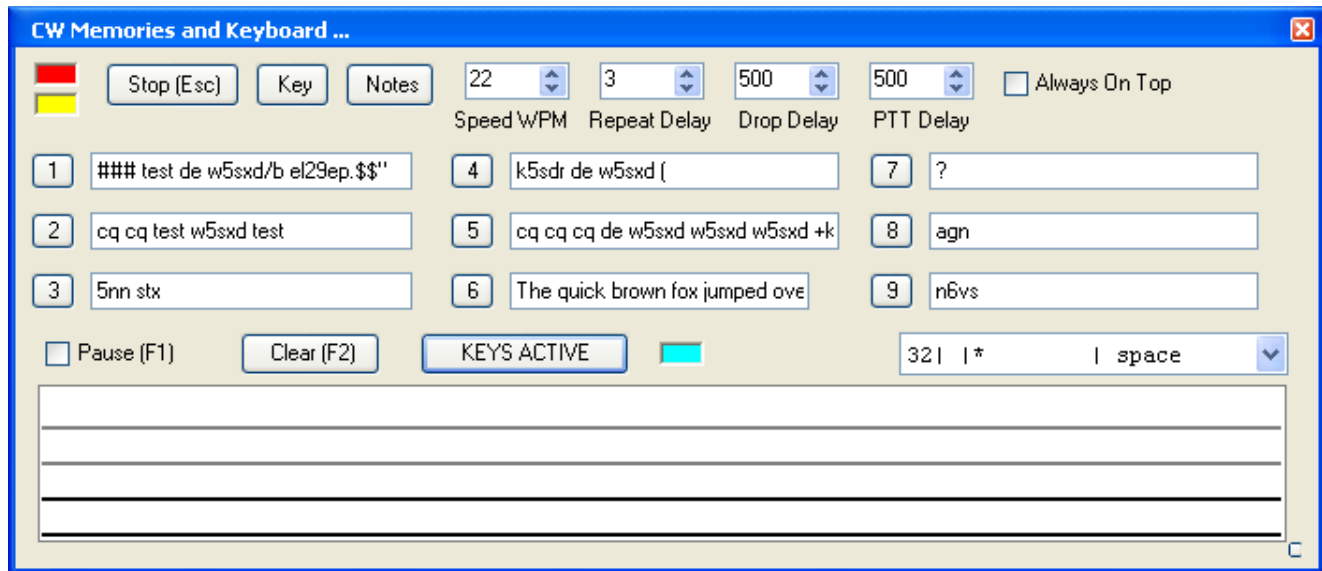 CW Memories and Keyboard ...
Stop (Esc) Key Notes 22 3 500 500 Always On Top
Speed WPM Repeat Delay Drop Delay PTT Delay
1 ### test de w5sxd/b el29ep.$$" 4 k5sdr de w5sxd ( 7 ?
2 cq cq test w5sxd test 5 cq cq cq de w5sxd w5sxd w5sxd +k 8 agn
3 5nn stx 6 The quick brown fox jumped ove 9 n6vs
Pause (F1) Clear (F2) KEYS ACTIVE 32| |* | space